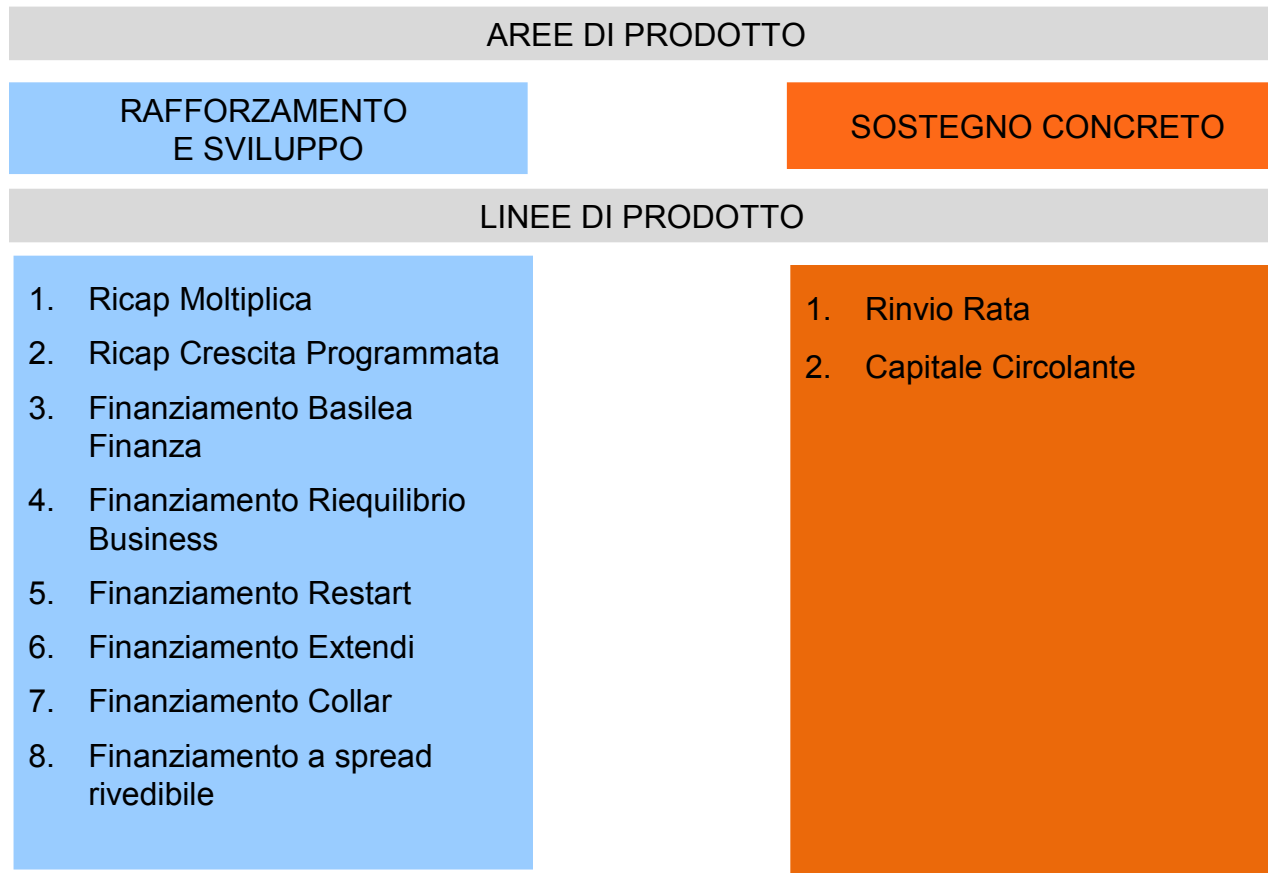 AREE DI PRODOTTO
RAFFORZAMENTO
E SVILUPPO
SOSTEGNO CONCRETO
LINEE DI PRODOTTO
1. Ricap Moltiplica
2. Ricap Crescita Programmata
3. Finanziamento Basilea
Finanza
4. Finanziamento Riequilibrio
Business
5. Finanziamento Restart
6. Finanziamento Extendi
7. Finanziamento Collar
8. Finanziamento a spread
rivedibile
1. Rinvio Rata
2. Capitale Circolante